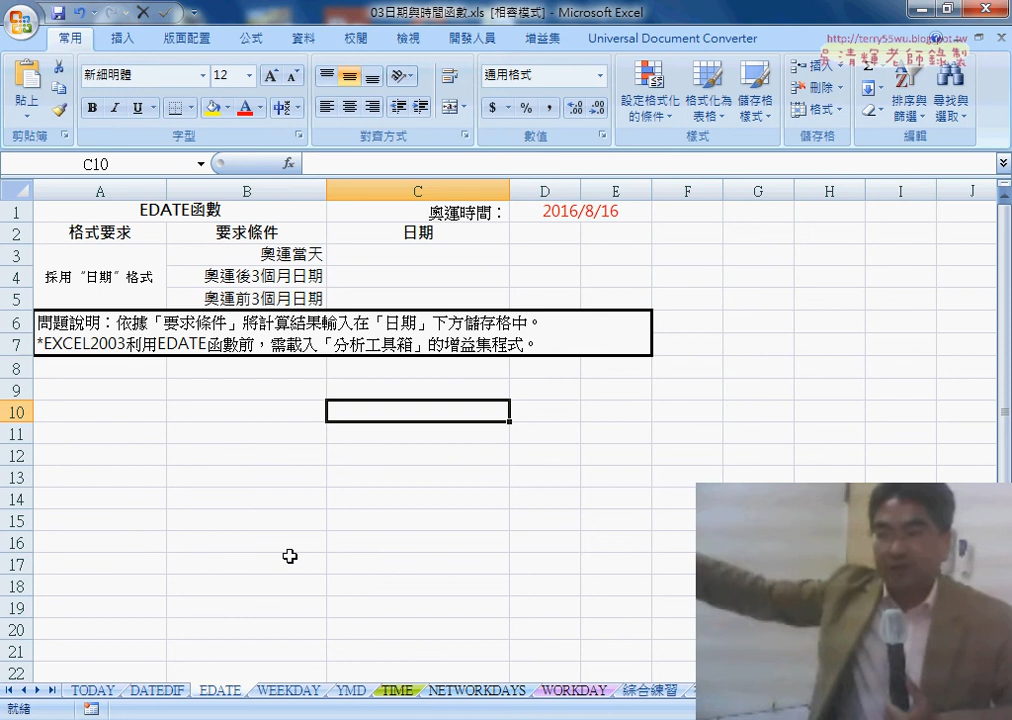 03日期與時間函數.xls [相容模式] - Microsoft Excel
常用 插入 版面配置 公式 資料 校閱 檢視 開發人員 增益集 Universal Document Converter
http://terry55wu.blogspot.tw
吳清輝老師錄製
新細明體 12 通用格式
貼上
B I U
設定格式化的條件 格式化為表格 儲存格樣式
插入
刪除
格式
排序與篩選 尋找與選取
剪貼簿 字型 對齊方式 數值 樣式 儲存格 編輯
C10 fx
A B C D E F G H I J
1 EDATE函數 奧運時間： 2016/8/16
2 格式要求 要求條件 日期
3 奧運當天
4 採用"日期"格式 奧運後3個月日期
5 奧運前3個月日期
6 問題說明：依據「要求條件」將計算結果輸入在「日期」下方儲存格中。
7 *EXCEL2003利用EDATE函數前，需載入「分析工具箱」的增益集程式。
8
9
10
11
12
13
14
15
16
17
18
19
20
21
22
TODAY DATEDIF EDATE WEEKDAY YMD TIME NETWORKDAYS WORKDAY 綜合練習
就緒